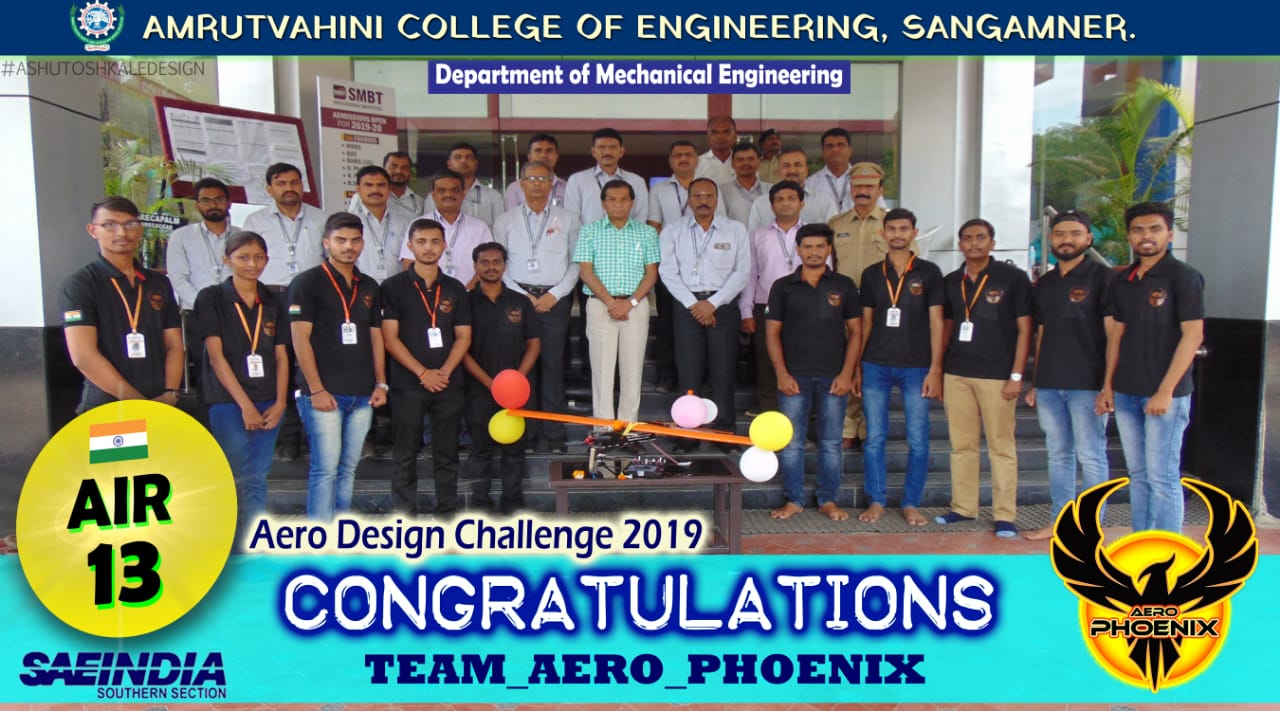 AMRUTVAHINI COLLEGE OF ENGINEERING, SANGAMNER.
#ASHUTOSHKALEDESIGN
Department of Mechanical Engineering
SMBT
ADMISSIONS OPEN
FOR 2019-20
ARECAPALM
AIR
13
Aero Design Challenge 2019
CONGRATULATIONS
TEAM_AERO_PHOENIX
SAEINDIA
SOUTHERN SECTION
AERO
PHOENIX